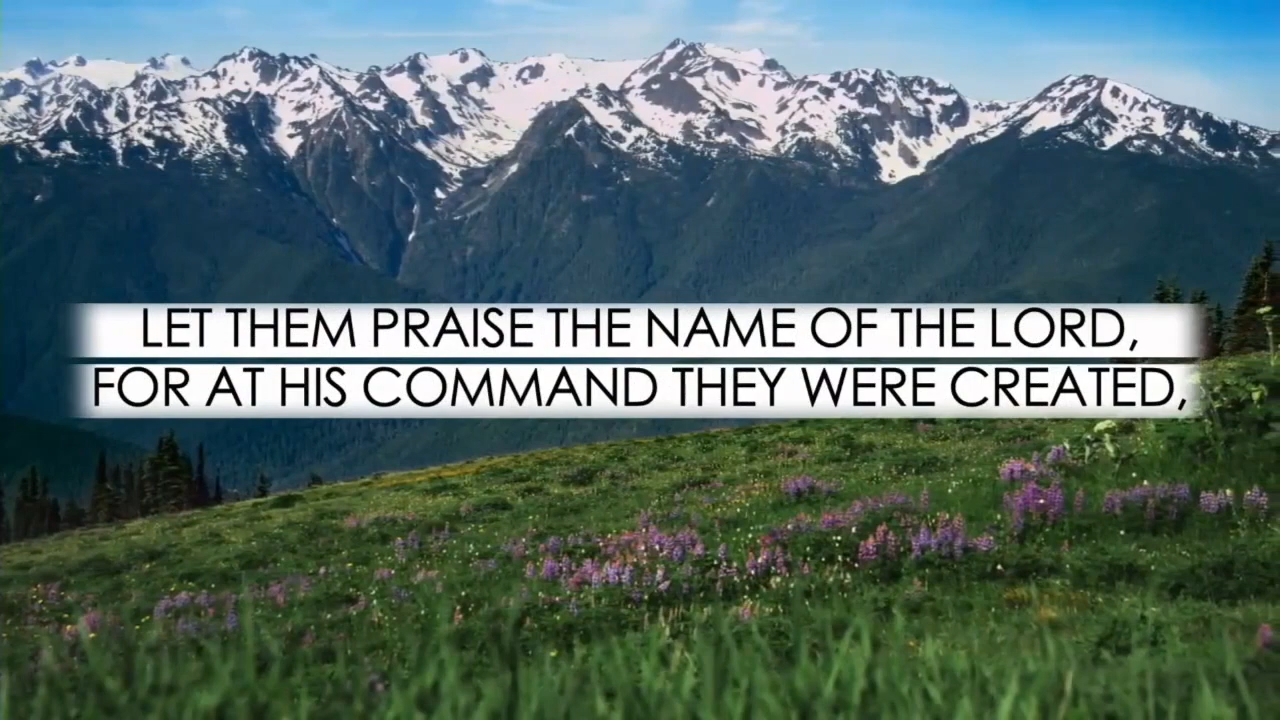 LET THEM PRAISE THE NAME OF THE LORD,
FOR AT HIS COMMAND THEY WERE CREATED,